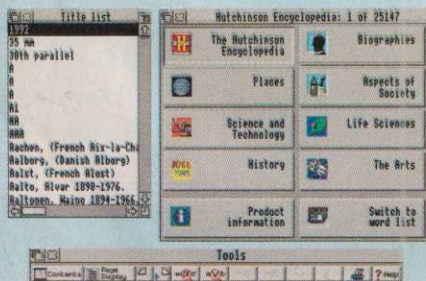 Title list
1992
35 mm
38th parallel
A
A
A
A1
AA
AAA
Aachen, (French Aix-la-Cha
Aalborg, (Danish Alborg)
Aalst, (French Alost)
Aalto, Alvar 1898-1976.
Aaltonen, Waino 1894-1966.
Hutchinson Encyclopedia: 1 of 25147
The Hutchinson
Encyclopedia
Biographies
Places
Aspects of
Society
Science and
Technology
Life Sciences
History
The Arts
Product
information
Switch to
word list
Tools
Contents
Page
Display
Help